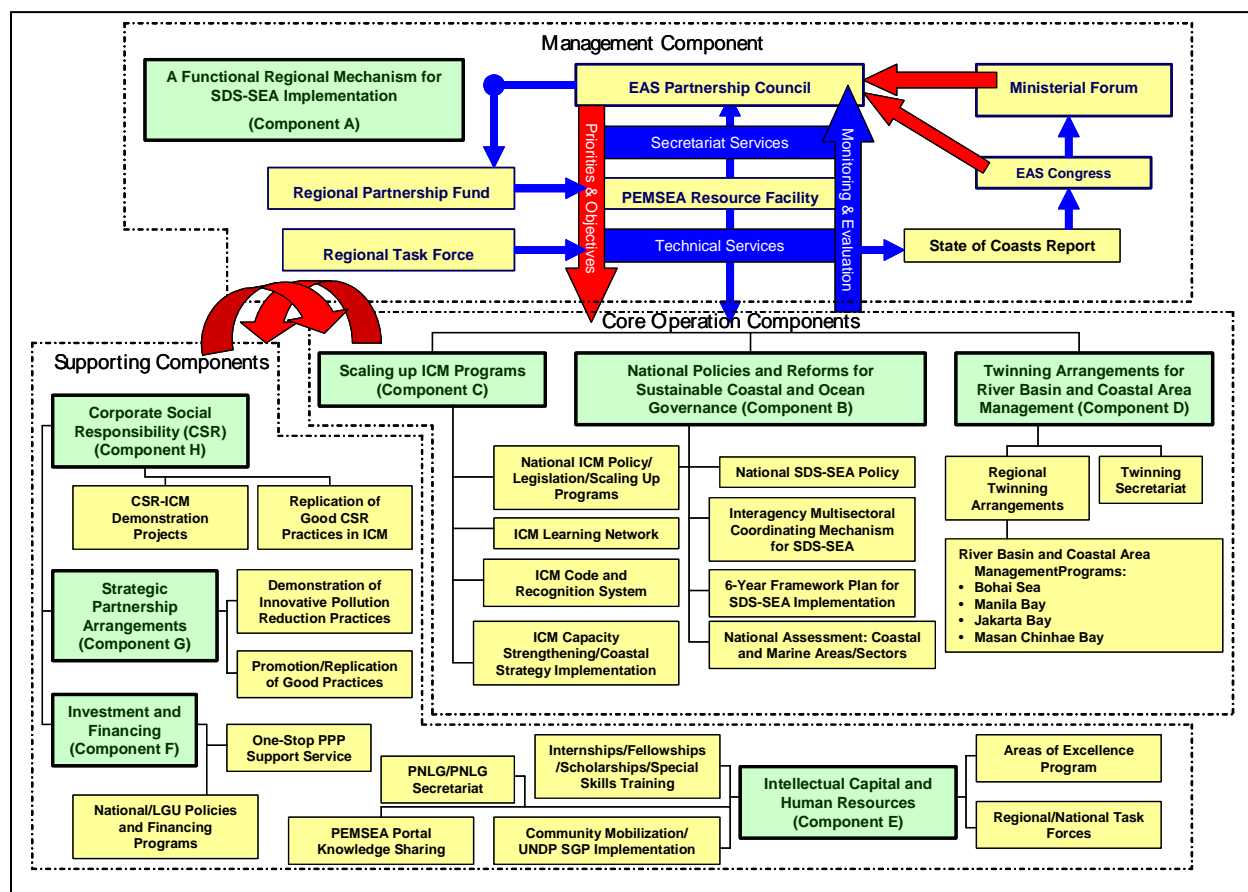 Management Component
A Functional Regional Mechanism for
SDS-SEA Implementation
(Component A)
EAS Partnership Council
Ministerial Forum
Priorities & Objectives
Secretariat Services
Monitoring & Evaluation
EAS Congress
Regional Partnership Fund
PEMSEA Resource Facility
Regional Task Force
Technical Services
State of Coasts Report
Core Operation Components
Supporting Components
Scaling up ICM Programs
(Component C)
National Policies and Reforms for
Sustainable Coastal and Ocean
Governance (Component B)
Twinning Arrangements for
River Basin and Coastal Area
Management (Component D)
Corporate Social
Responsibility (CSR)
(Component H)
National ICM Policy/
Legislation/Scaling Up
Programs
National SDS-SEA Policy
Regional
Twinning
Arrangements
Twinning
Secretariat
CSR-ICM
Demonstration
Projects
Replication of
Good CSR
Practices in ICM
ICM Learning Network
Interagency Multisectoral
Coordinating Mechanism
for SDS-SEA
River Basin and Coastal Area
ManagementPrograms:
• Bohai Sea
• Manila Bay
• Jakarta Bay
• Masan Chinhae Bay
Strategic
Partnership
Arrangements
(Component G)
Demonstration of
Innovative Pollution
Reduction Practices
ICM Code and
Recognition System
6-Year Framework Plan for
SDS-SEA Implementation
Promotion/Replication
of Good Practices
ICM Capacity
Strengthening/Coastal
Strategy Implementation
National Assessment: Coastal
and Marine Areas/Sectors
Investment and
Financing
(Component F)
One-Stop PPP
Support Service
National/LGU Policies
and Financing
Programs
PNLG/PNLG
Secretariat
Internships/Fellowships
/Scholarships/Special
Skills Training
Intellectual Capital and
Human Resources
(Component E)
Areas of Excellence
Program
PEMSEA Portal
Knowledge Sharing
Community Mobilization/
UNDP SGP Implementation
Regional/National Task
Forces